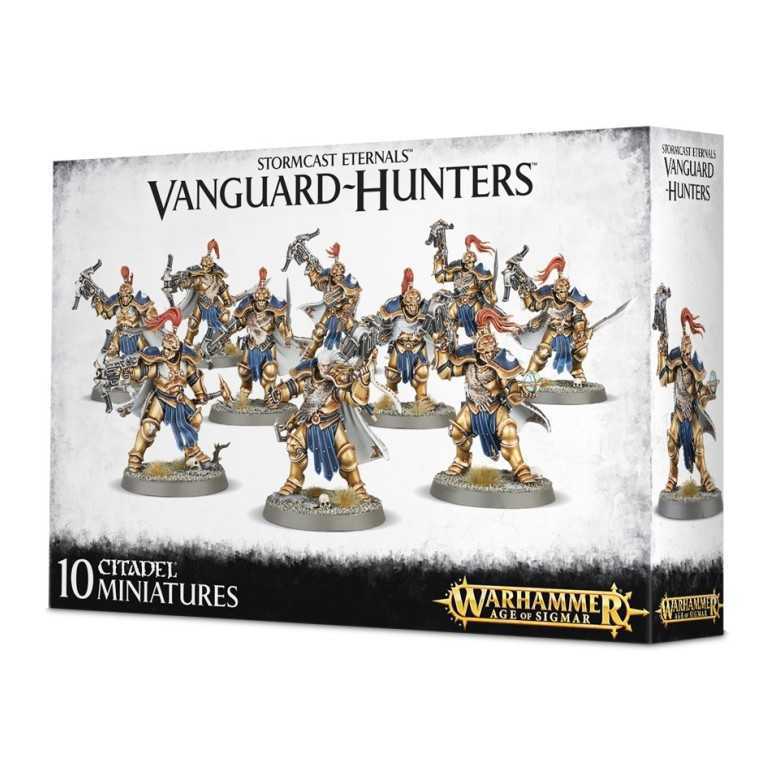 STORMCAST ETERNALS™
VANGUARD-HUNTERS™
10 CITADEL
MINIATURES
WARHAMMER
AGE OF SIGMAR
STORMCAST ETERNALS
VANGUARD
-HUNTERS
WARHAMMER
AGE OF SIGMAR